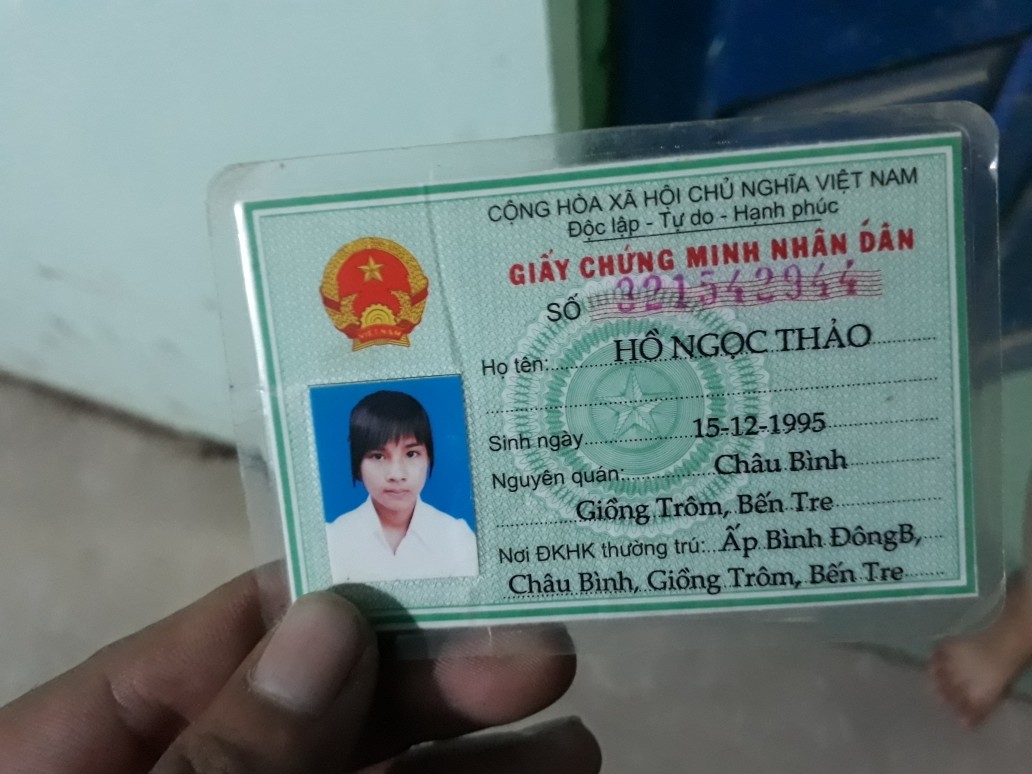 CỘNG HÒA XÃ HỘI CHỦ NGHĨA VIỆT NAM
Độc lập - Tự do - Hạnh phúc
GIẤY CHỨNG MINH NHÂN DÂN
SỐ 321542944
VIETNAM
Họ tên: HỒ NGỌC THẢO
Sinh ngày 15-12-1995
Nguyên quán: Châu Bình
Giồng Trôm, Bến Tre
Nơi ĐKHK thường trú: Ấp Bình ĐôngB,
Châu Bình, Giồng Trôm, Bến Tre